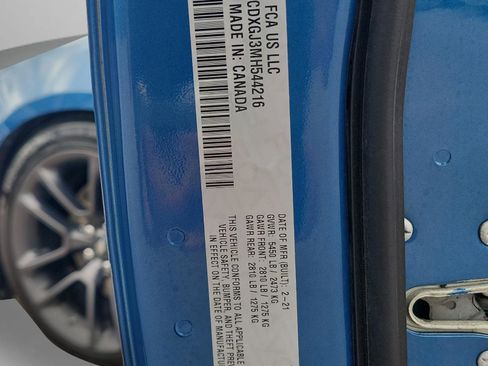 FCA US LLC
CDXGJ3MH544216
MADE IN: CANADA
DATE OF MFR (BUILT): 2-21
GVWR: 5450 LB / 2473 KG
GAWR FRONT: 2810 LB / 1275 KG
GAWR REAR: 2810 LB / 1275 KG
THIS VEHICLE CONFORMS TO ALL APPLICABLE
VEHICLE SAFETY, BUMPER, AND THEFT PREV
IN EFFECT ON THE DATE OF MANUFACTUR